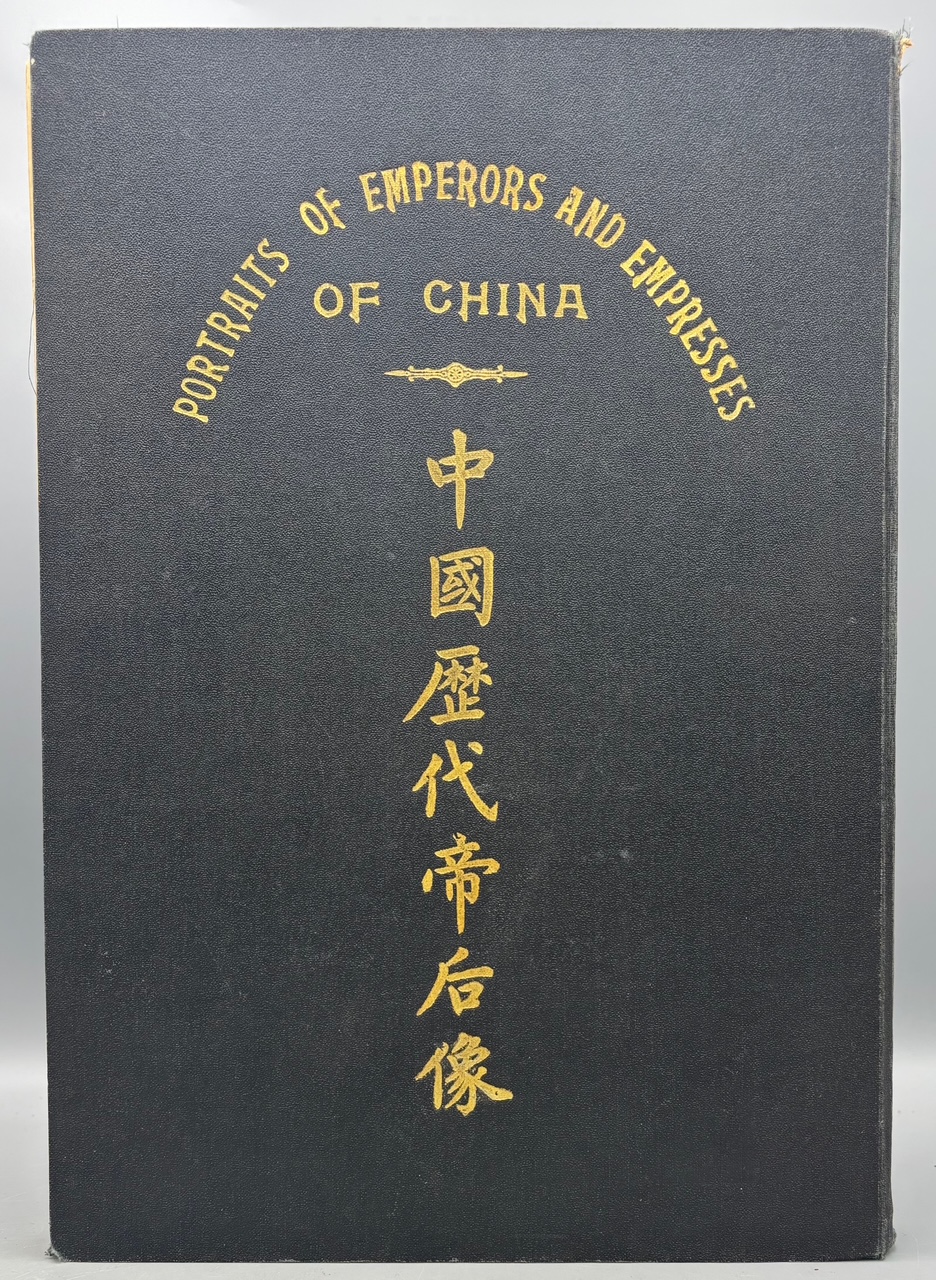 PORTRAITS OF EMPERORS AND EMPRESSES
OF CHINA
中國歷代帝后像